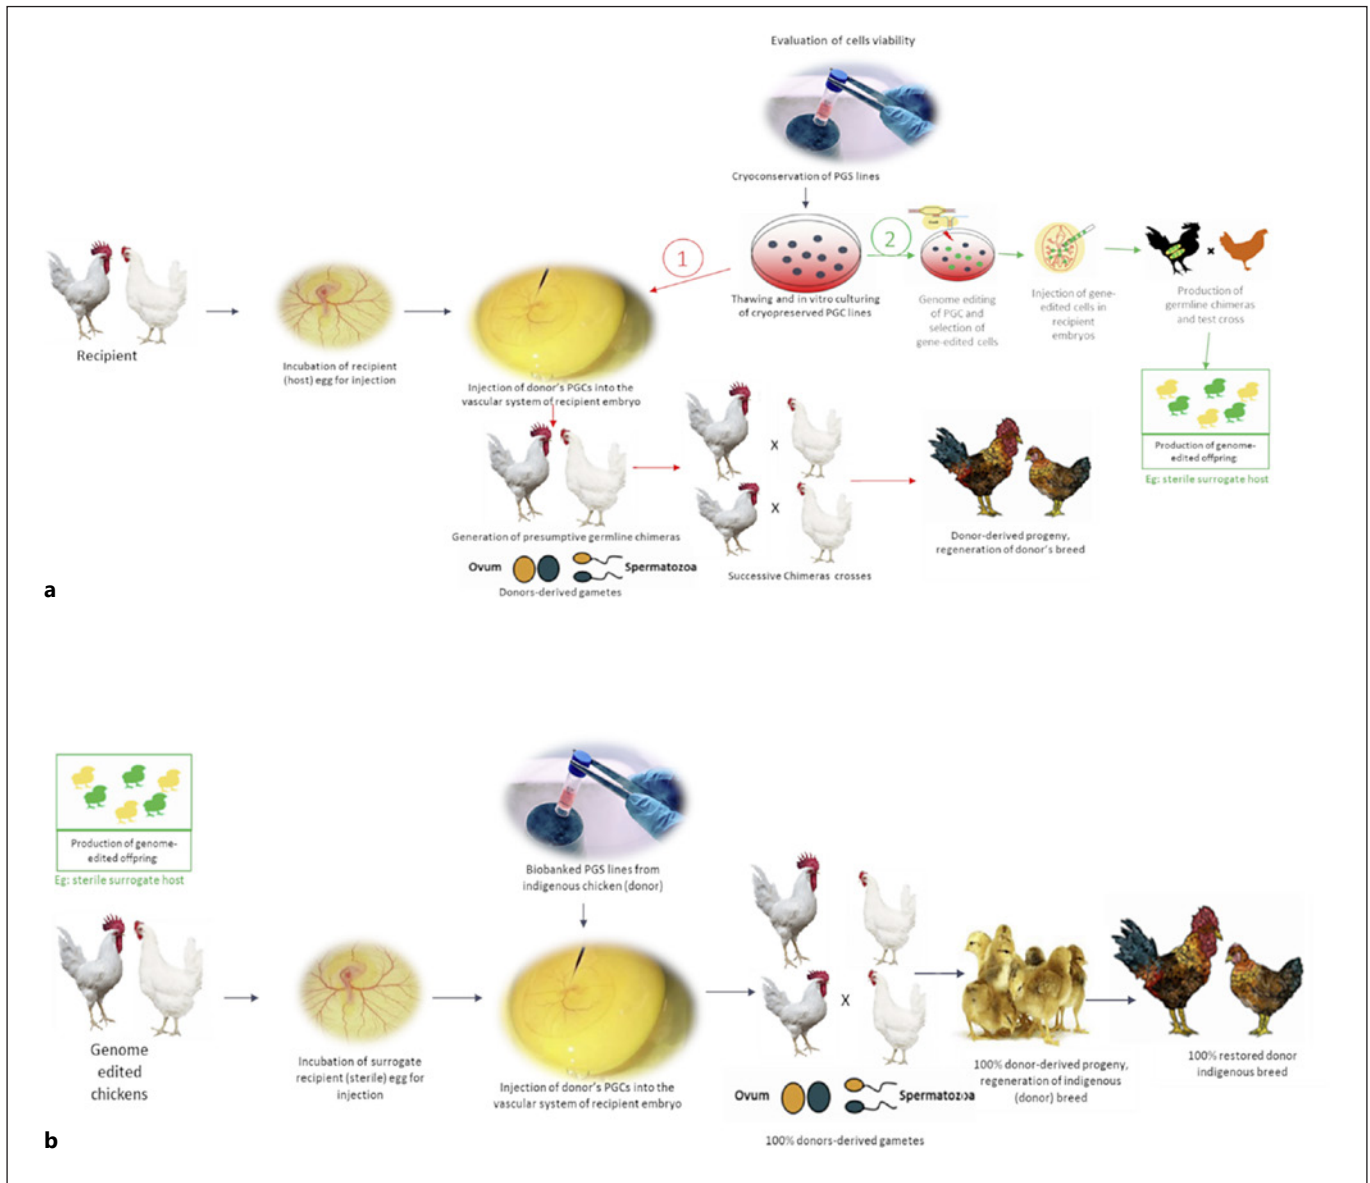 Evaluation of cells viability
Cryoconservation of PGS lines
1
2
Thawing and in vitro culturing
of cryopreserved PGC lines
Genome editing
of PGC and
selection of
gene-edited cells
Injection of gene-
edited cells in
recipient
embryos
Production of
germline chimeras
and test cross
x
Recipient
Incubation of recipient
(host) egg for injection
Injection of donor's PGCs into the
vascular system of recipient embryo
Production of genome-
edited offpring:
Eg: sterile surrogate host
X
X
Generation of presumptive germline chimeras
Ovum
Spermatozoa
Donors-derived gametes
Successive Chimeras crosses
Donor-derived progeny,
regeneration of donor's breed
a
Production of genome-
edited offpring:
Eg: sterile surrogate host
Biobanked PGS lines from
indigenous chicken (donor)
Genome
edited
chickens
Incubation of surrogate
recipient (sterile) egg for
injection
Injection of donor's PGCs into the
vascular system of recipient embryo
X
Ovum
Spermatozoa
100% donors-derived gametes
100% donor-derived progeny,
regeneration of indigenous
(donor) breed
100% restored donor
indigenous breed
b